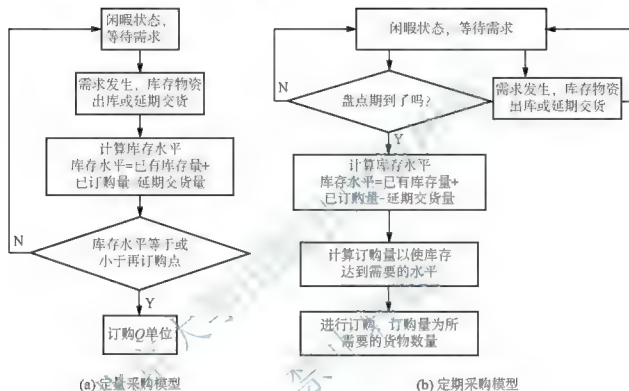 闲暇状态，
等待需求
需求发生，库存物资
出库或延期交货
计算库存水平
库存水平=已有库存量+
已订购量-延期交货量
库存水平等于或
小于再订购点
N
Y
订购Q单位
(a) 定量采购模型
闲暇状态，等待需求
N
盘点期到了吗?
需求发生，库存物资
出库或延期交货
Y
计算库存水平
库存水平=已有库存量+
已订购量-延期交货量
计算订购量以使库存
达到需要的水平
进行订购，订购量为所
需要的货物数量
(b) 定期采购模型